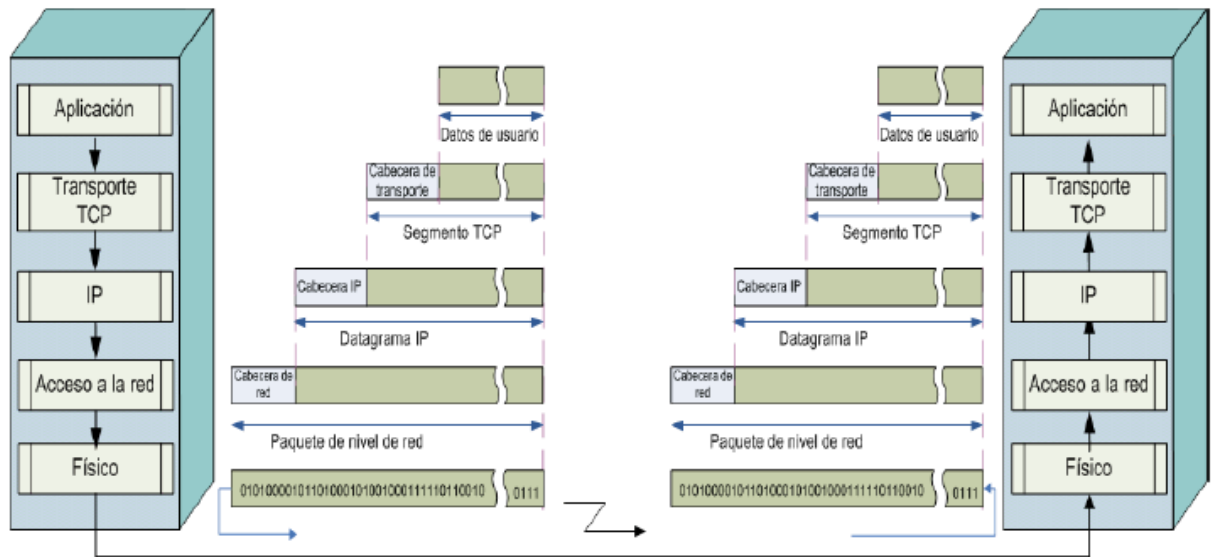 Aplicación
Transporte
TCP
IP
Acceso a la red
Físico
Datos de usuario
Cabecera de
transporte
Segmento TCP
Cabecera IP
Datagrama IP
Cabecera de
red
Paquete de nivel de red
01010000101101000101001000111110110010
0111
Datos de usuario
Cabecera de
transporte
Segmento TCP
Cabecera IP
Datagrama IP
Cabecera de
red
Paquete de nivel de red
01010000101101000101001000111110110010
0111
Aplicación
Transporte
TCP
IP
Acceso a la red
Físico